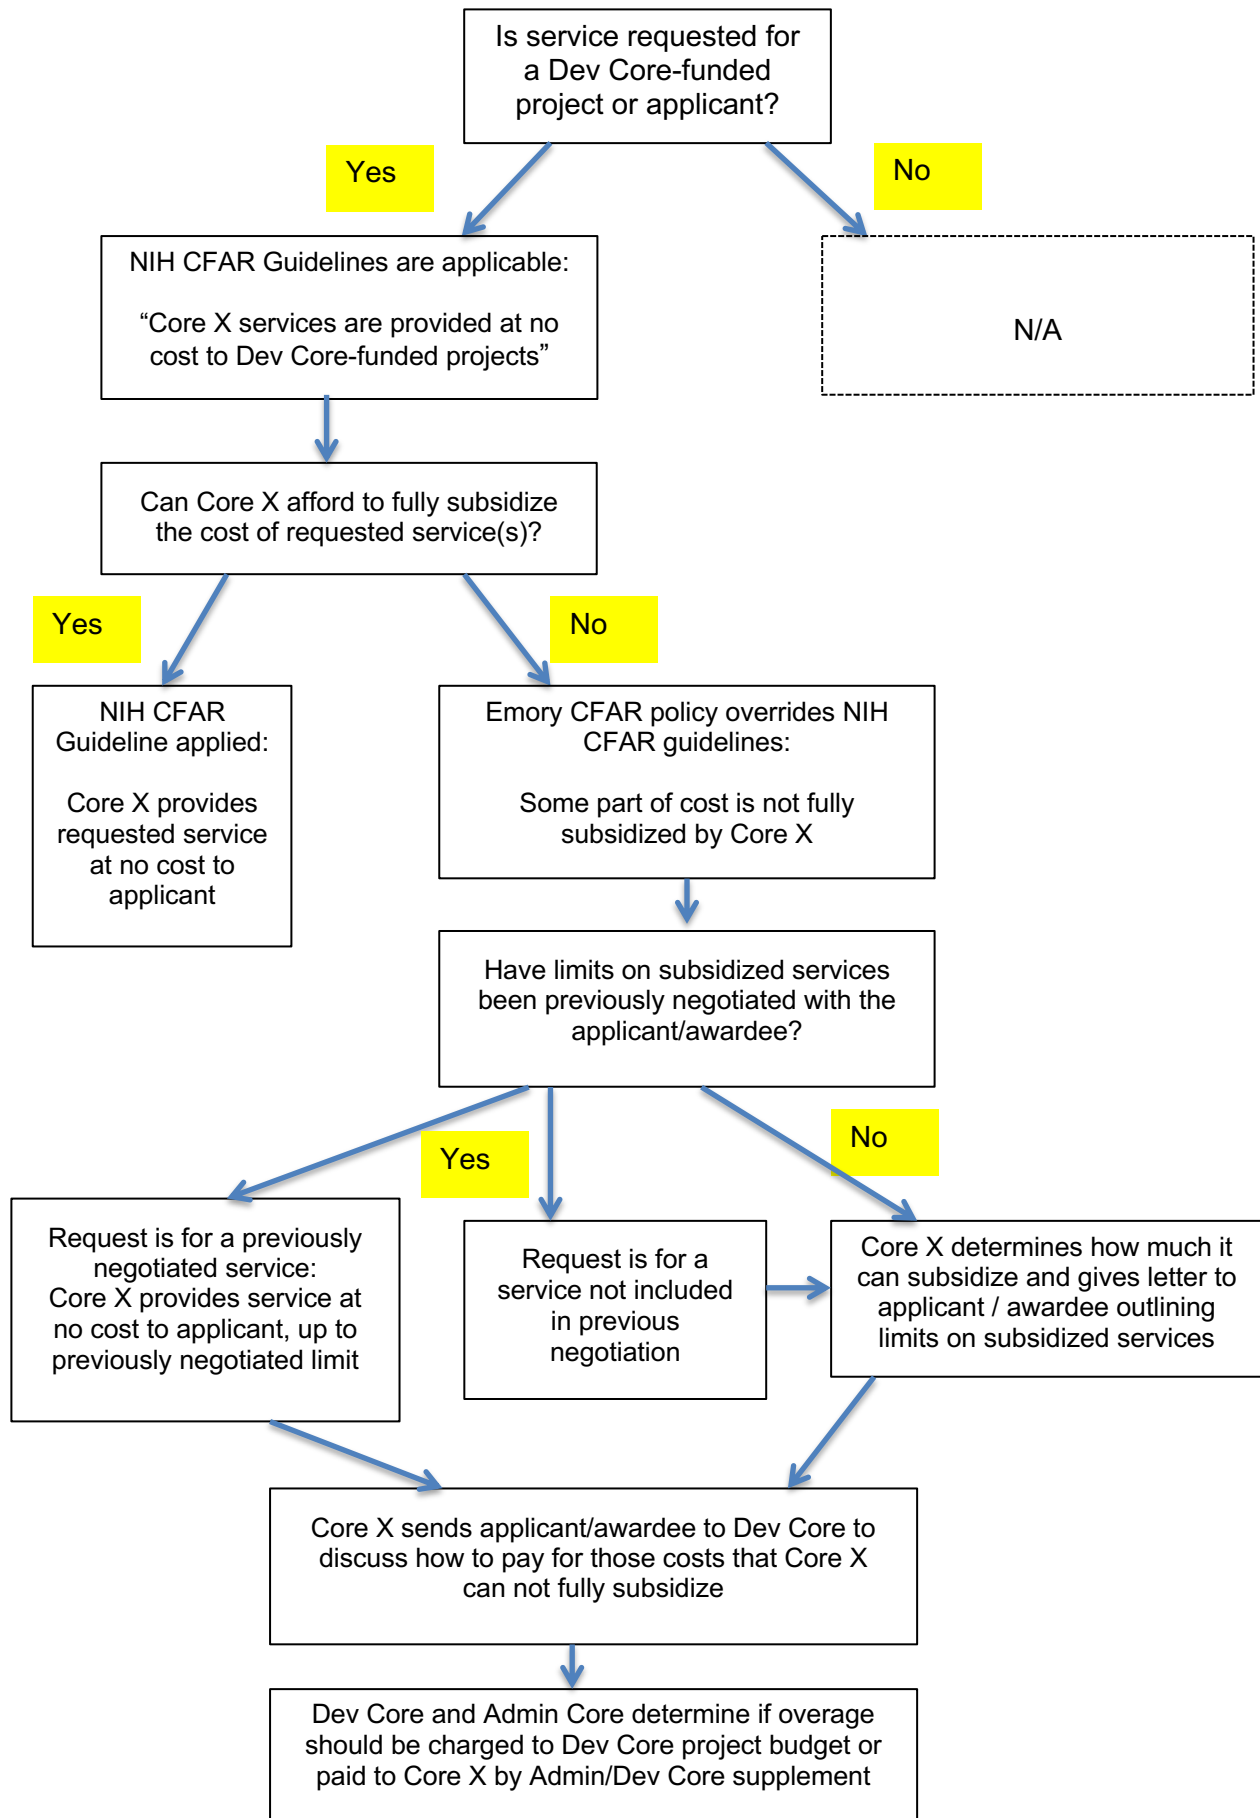 Is service requested for
a Dev Core-funded
project or applicant?
Yes
No
NIH CFAR Guidelines are applicable:
“Core X services are provided at no
cost to Dev Core-funded projects”
N/A
Can Core X afford to fully subsidize
the cost of requested service(s)?
Yes
No
NIH CFAR
Guideline applied:
Core X provides
requested service
at no cost to
applicant
Emory CFAR policy overrides NIH
CFAR guidelines:
Some part of cost is not fully
subsidized by Core X
Have limits on subsidized services
been previously negotiated with the
applicant/awardee?
Yes
No
Request is for a previously
negotiated service:
Core X provides service at
no cost to applicant, up to
previously negotiated limit
Request is for a
service not included
in previous
negotiation
Core X determines how much it
can subsidize and gives letter to
applicant / awardee outlining
limits on subsidized services
Core X sends applicant/awardee to Dev Core to
discuss how to pay for those costs that Core X
can not fully subsidize
Dev Core and Admin Core determine if overage
should be charged to Dev Core project budget or
paid to Core X by Admin/Dev Core supplement